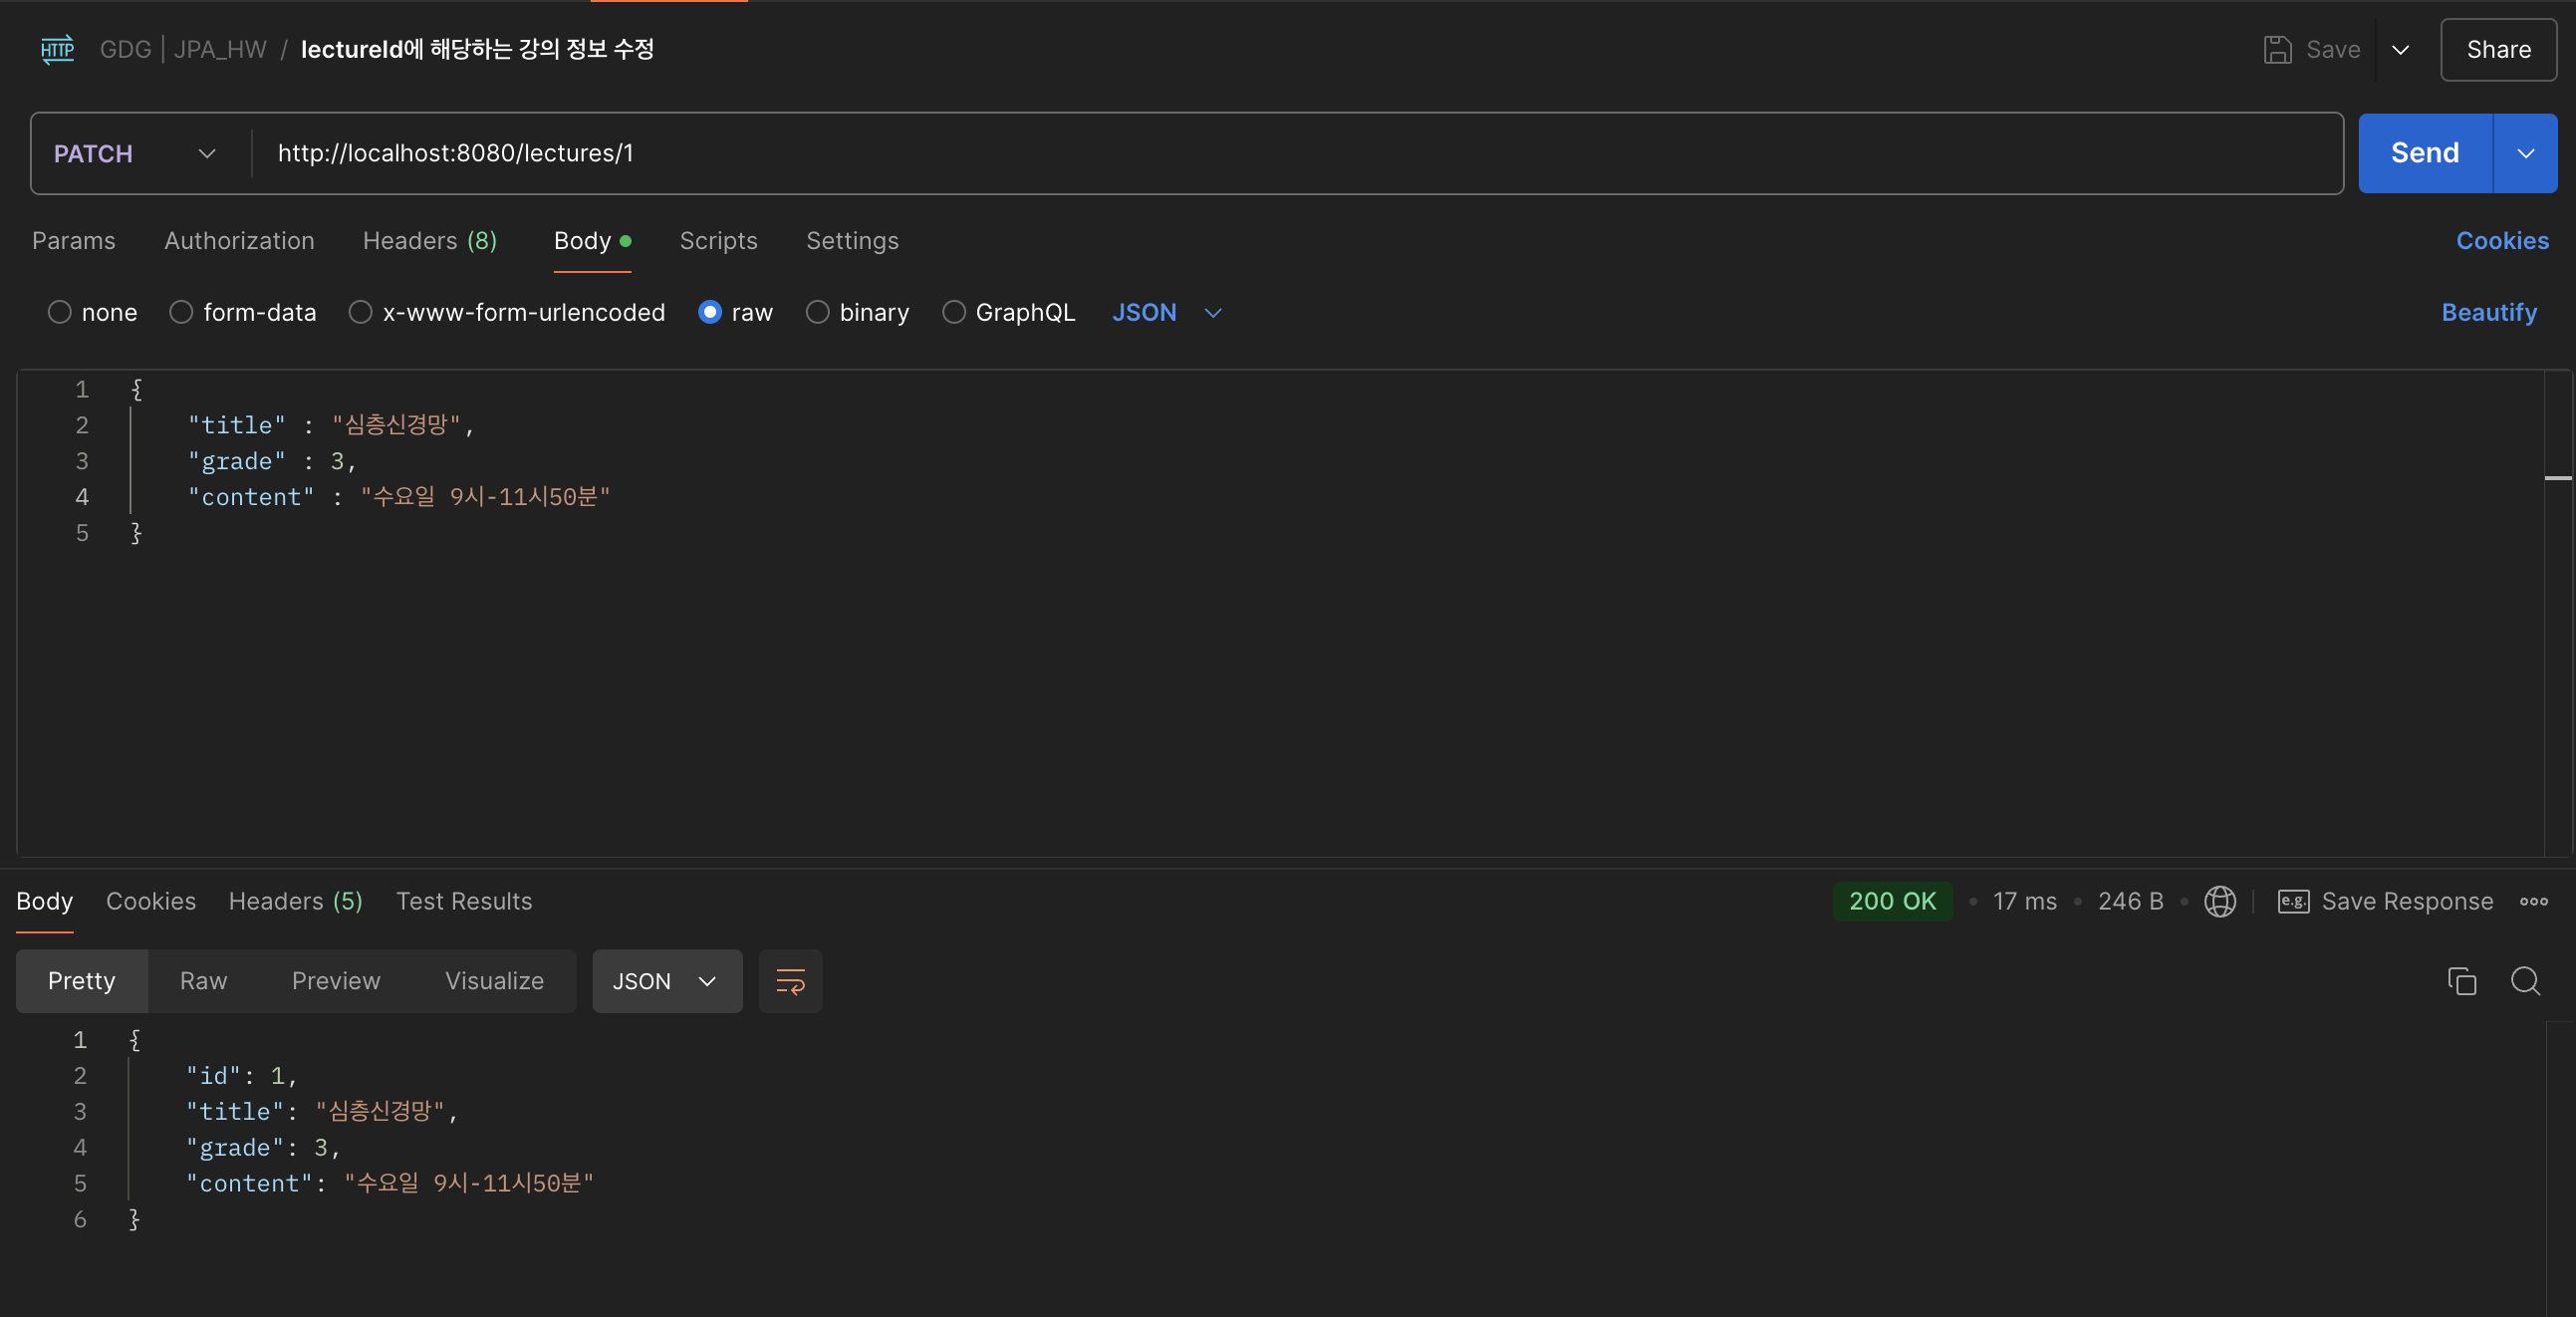 HTTP GDG | JPA_HW / lectureId에 해당하는 강의 정보 수정 Save Share
PATCH http://localhost:8080/lectures/1 Send
Params Authorization Headers (8) Body Scripts Settings Cookies
none form-data x-www-form-urlencoded raw binary GraphQL JSON Beautify
1 {
2 "title" : "심층신경망",
3 "grade" : 3,
4 "content" : "수요일 9시-11시50분"
5 }
Body Cookies Headers (5) Test Results 200 OK • 17 ms • 246 B • e.g. Save Response
Pretty Raw Preview Visualize JSON
1 {
2 "id": 1,
3 "title": "심층신경망",
4 "grade": 3,
5 "content": "수요일 9시-11시50분"
6 }